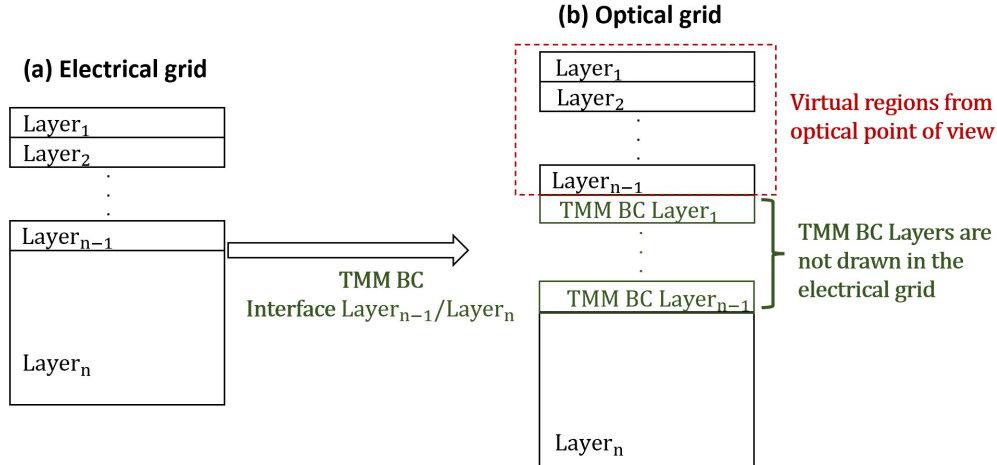 (a) Electrical grid
Layer₁
Layer₂
Layerₙ₋₁
Layerₙ
TMM BC
Interface Layerₙ₋₁/Layerₙ
(b) Optical grid
Layer₁
Layer₂
Layerₙ₋₁
TMM BC Layer₁
TMM BC Layerₙ₋₁
Layerₙ
Virtual regions from
optical point of view
TMM BC Layers are
not drawn in the
electrical grid